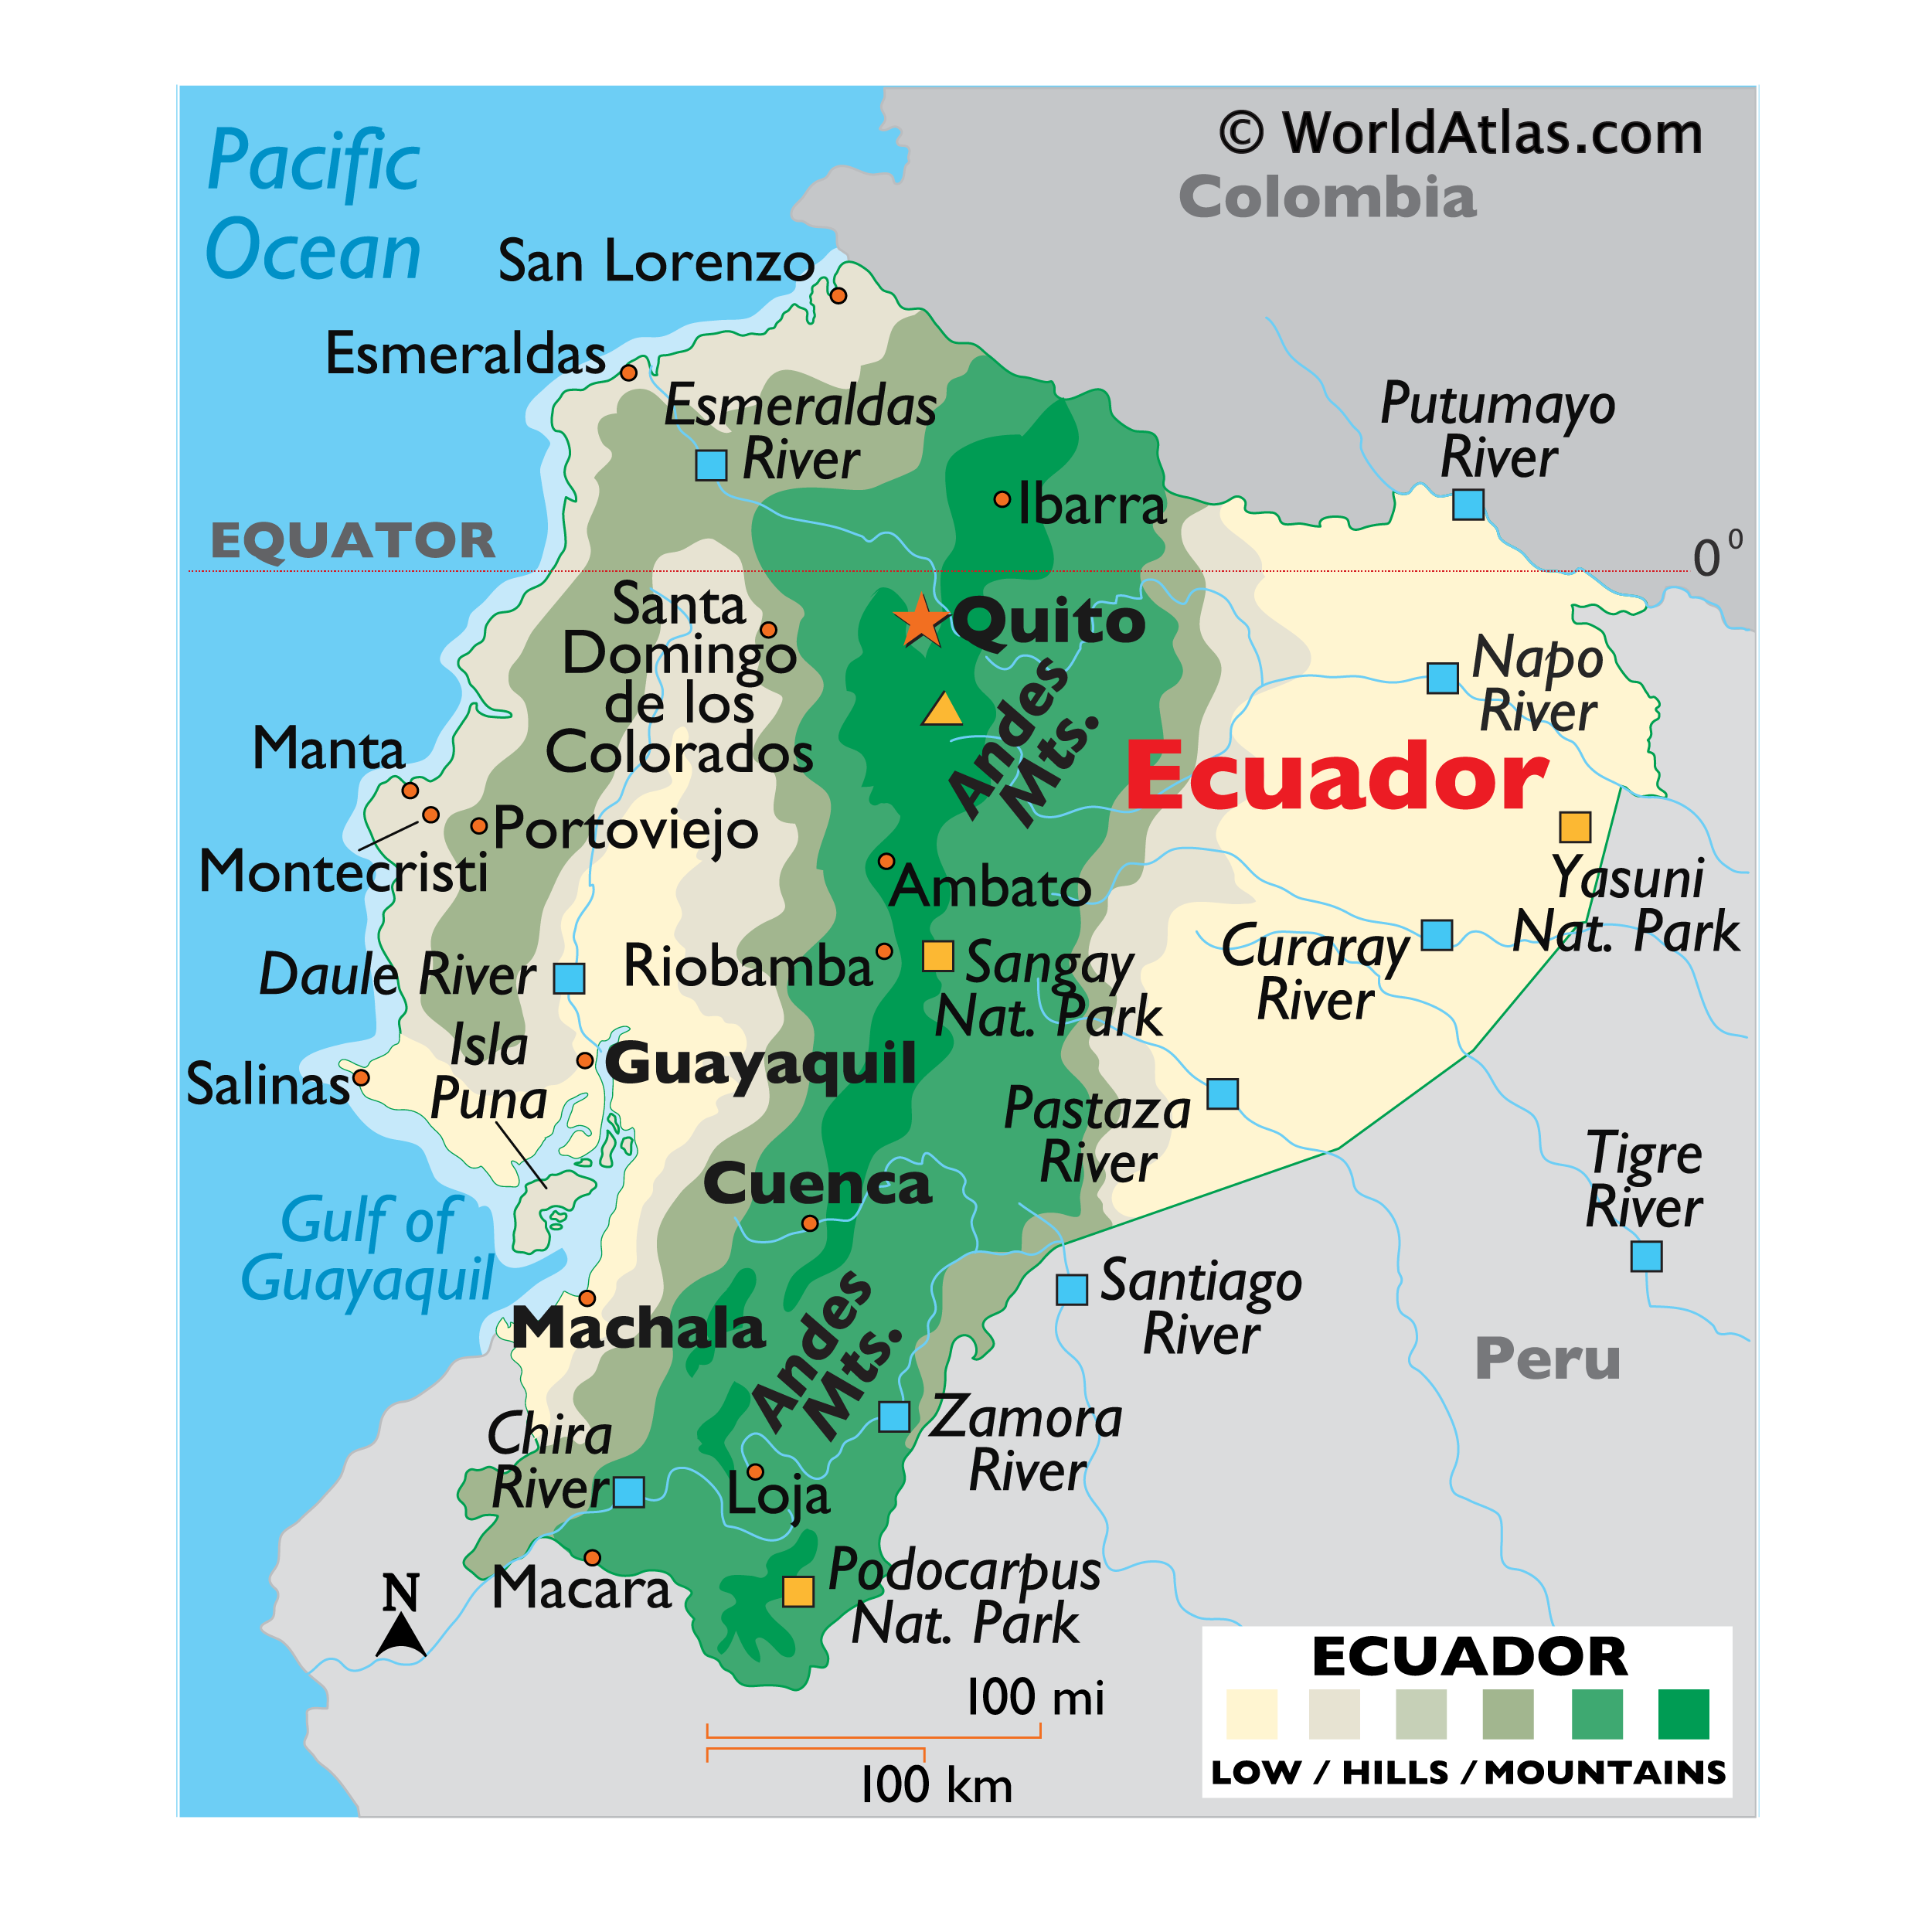 © WorldAtlas.com
Pacific
Ocean
Colombia
San Lorenzo
Esmeraldas
Esmeraldas
River
Putumayo
River
Ibarra
EQUATOR
0⁰
Santa
Domingo
de los
Colorados
Quito
Napo
River
Andes
Mts.
Manta
Ecuador
Portoviejo
Montecristi
Ambato
Yasuni
Nat. Park
Curaray
River
Daule River
Riobamba
Sangay
Nat. Park
Isla
Puna
Guayaquil
Salinas
Pastaza
River
Tigre
River
Cuenca
Gulf of
Guayaquil
Santiago
River
Machala
Andes
Mts.
Peru
Chira
River
Zamora
River
Loja
Macara
Podocarpus
Nat. Park
N
100 mi
100 km
ECUADOR
LOW / HILLS / MOUNTAINS